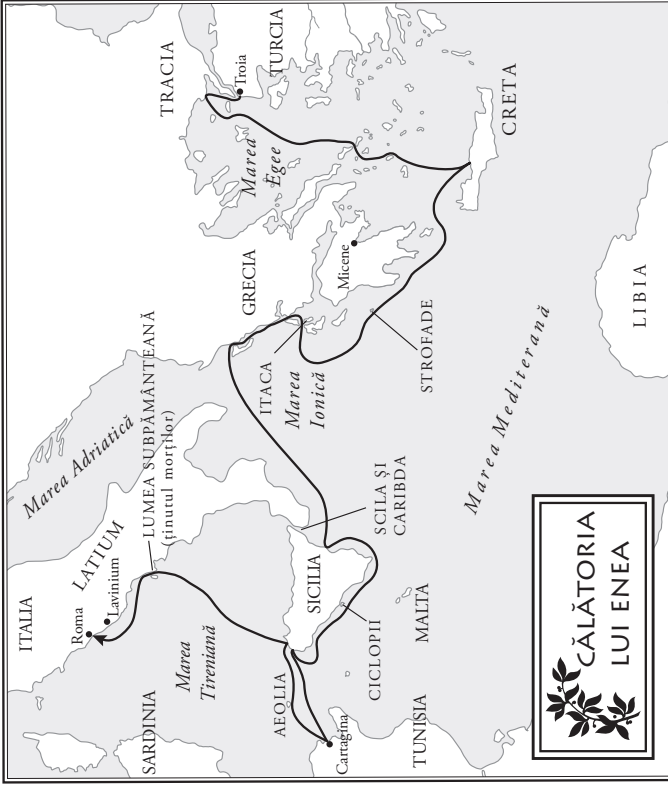 ITALIA
Roma
Lavinium
LATIUM
Marea Adriatică
LUMEA SUBPĂMÂNTEANĂ
(ținutul morților)
SARDINIA
Marea
Tireniană
AEOLIA
Cartagina
TUNISIA
CICLOPII
SICILIA
MALTA
SCILA ȘI
CARIBDA
ITACA
Marea
Ionică
GRECIA
STROFADE
Micene
TRACIA
Troia
TURCIA
Marea
Egee
CRETA
Marea Mediterană
LIBIA
CĂLĂTORIA
LUI ENEA